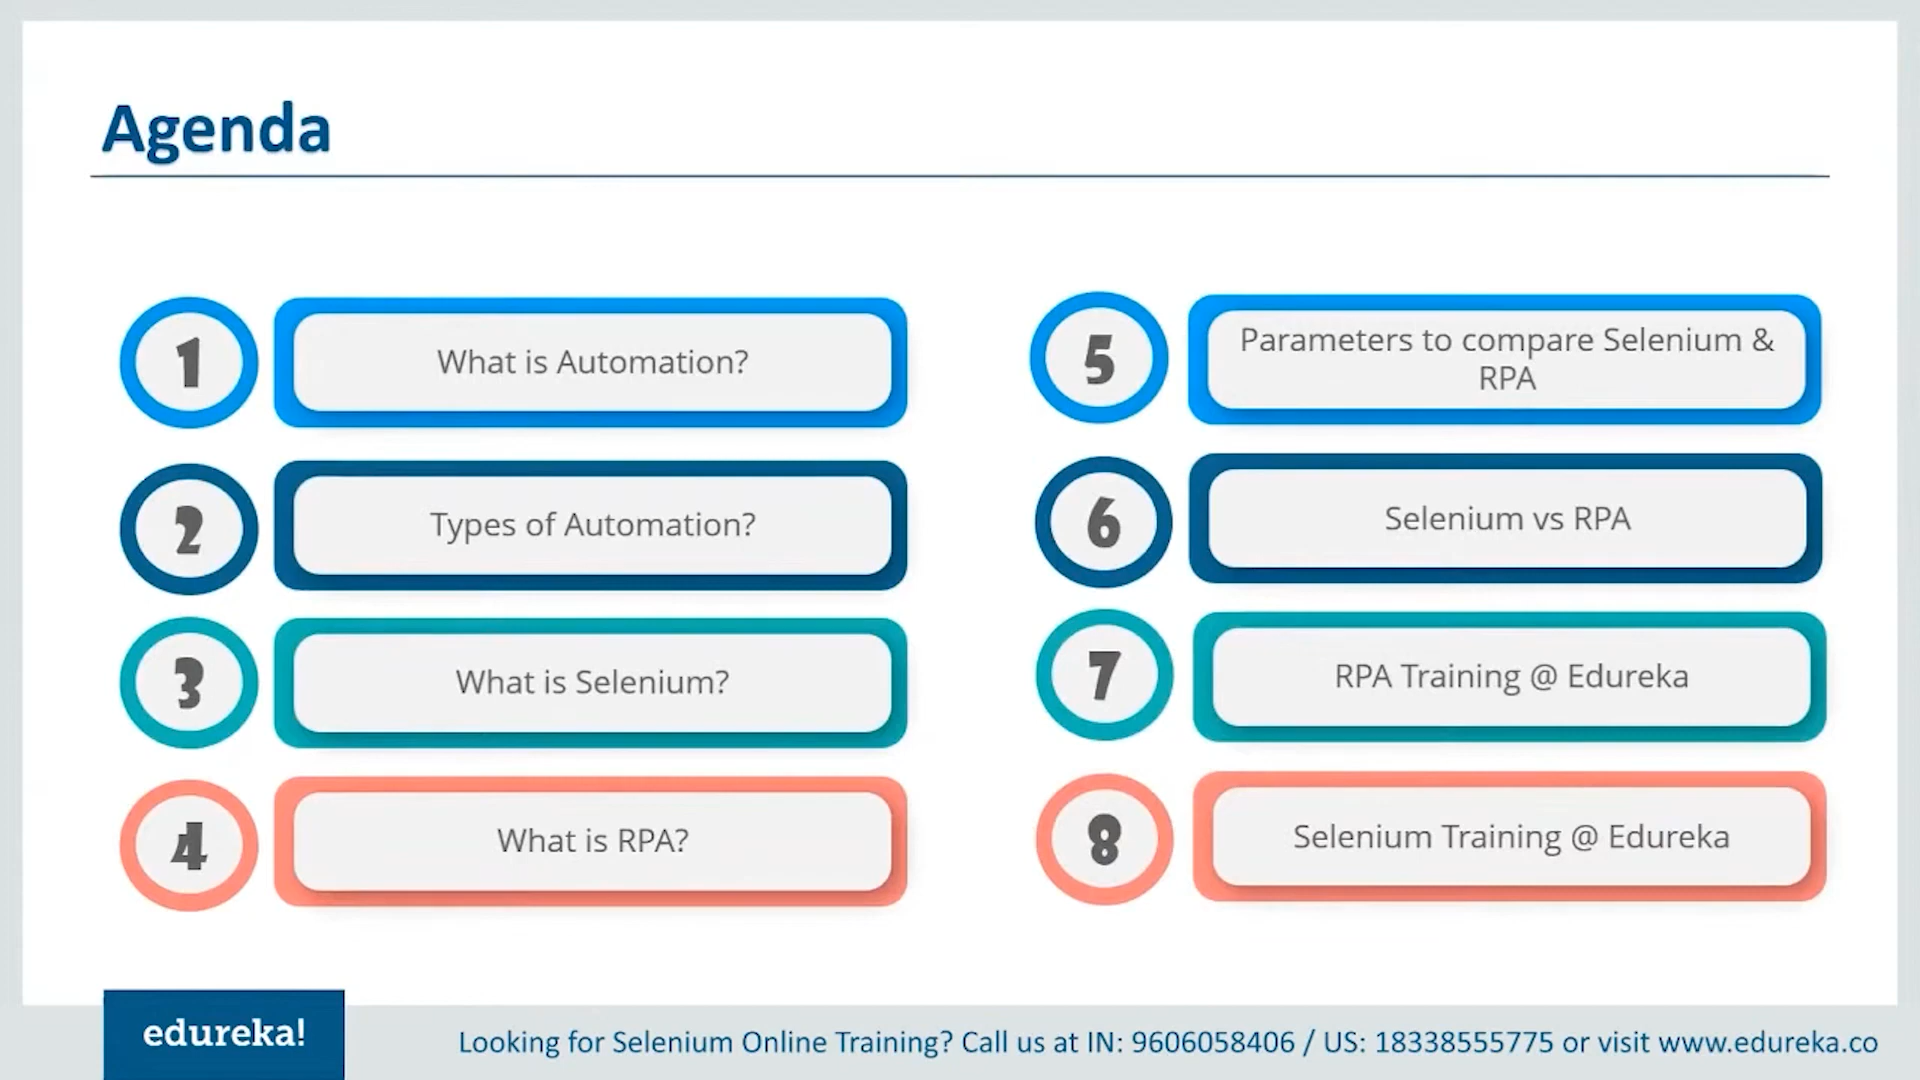 Agenda
1
What is Automation?
2
Types of Automation?
3
What is Selenium?
4
What is RPA?
5
Parameters to compare Selenium &
RPA
6
Selenium vs RPA
7
RPA Training @ Edureka
8
Selenium Training @ Edureka
edureka!
Looking for Selenium Online Training? Call us at IN: 9606058406 / US: 18338555775 or visit www.edureka.co